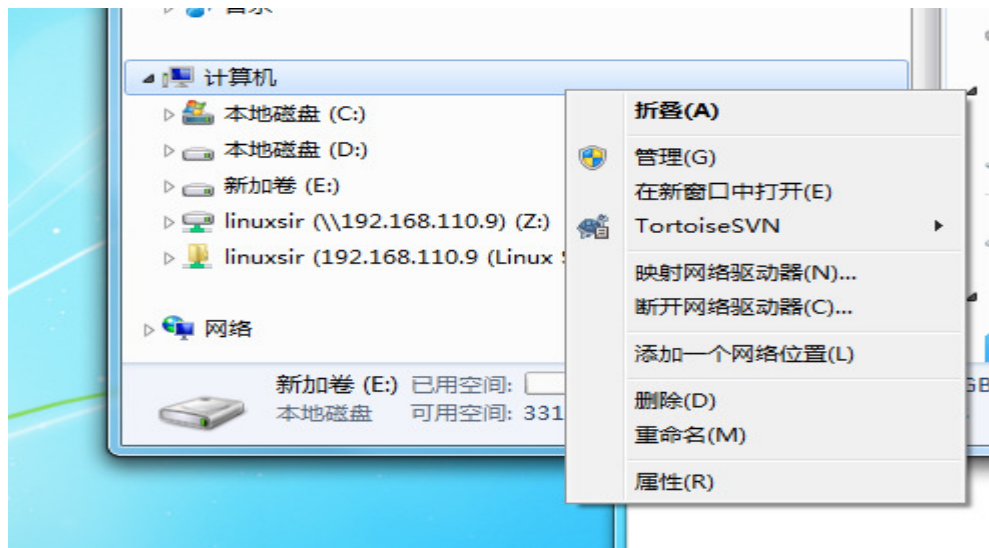 音乐
计算机
本地磁盘 (C:)
本地磁盘 (D:)
新加卷 (E:)
linuxsir (\\192.168.110.9) (Z:)
linuxsir (192.168.110.9 (Linux
网络
新加卷 (E:) 已用空间:
本地磁盘 可用空间: 331
折叠(A)
管理(G)
在新窗口中打开(E)
TortoiseSVN
映射网络驱动器(N)...
断开网络驱动器(C)...
添加一个网络位置(L)
删除(D)
重命名(M)
属性(R)
GB